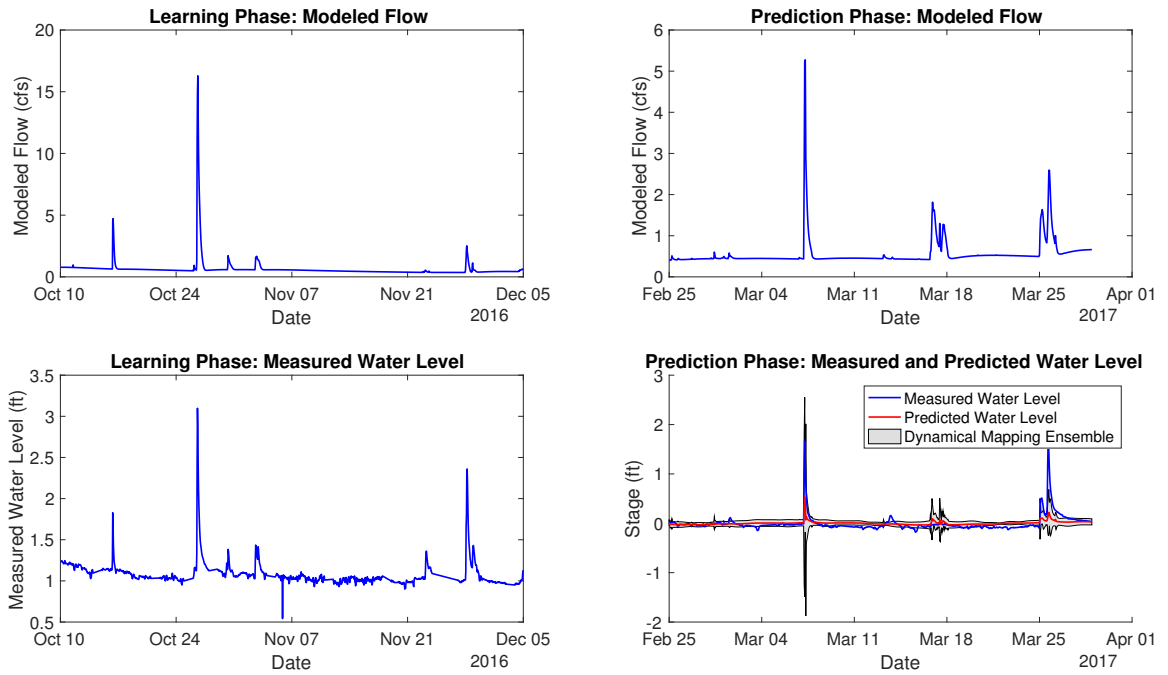 Learning Phase: Modeled Flow
Modeled Flow (cfs)
20
15
10
5
0
Oct 10 Oct 24 Nov 07 Nov 21 Dec 05
Date
2016
Prediction Phase: Modeled Flow
Modeled Flow (cfs)
6
5
4
3
2
1
0
Feb 25 Mar 04 Mar 11 Mar 18 Mar 25 Apr 01
Date
2017
Learning Phase: Measured Water Level
Measured Water Level (ft)
3.5
3
2.5
2
1.5
1
0.5
Oct 10 Oct 24 Nov 07 Nov 21 Dec 05
Date
2016
Prediction Phase: Measured and Predicted Water Level
Stage (ft)
3
2
1
0
-1
-2
Measured Water Level
Predicted Water Level
Dynamical Mapping Ensemble
Feb 25 Mar 04 Mar 11 Mar 18 Mar 25 Apr 01
Date
2017